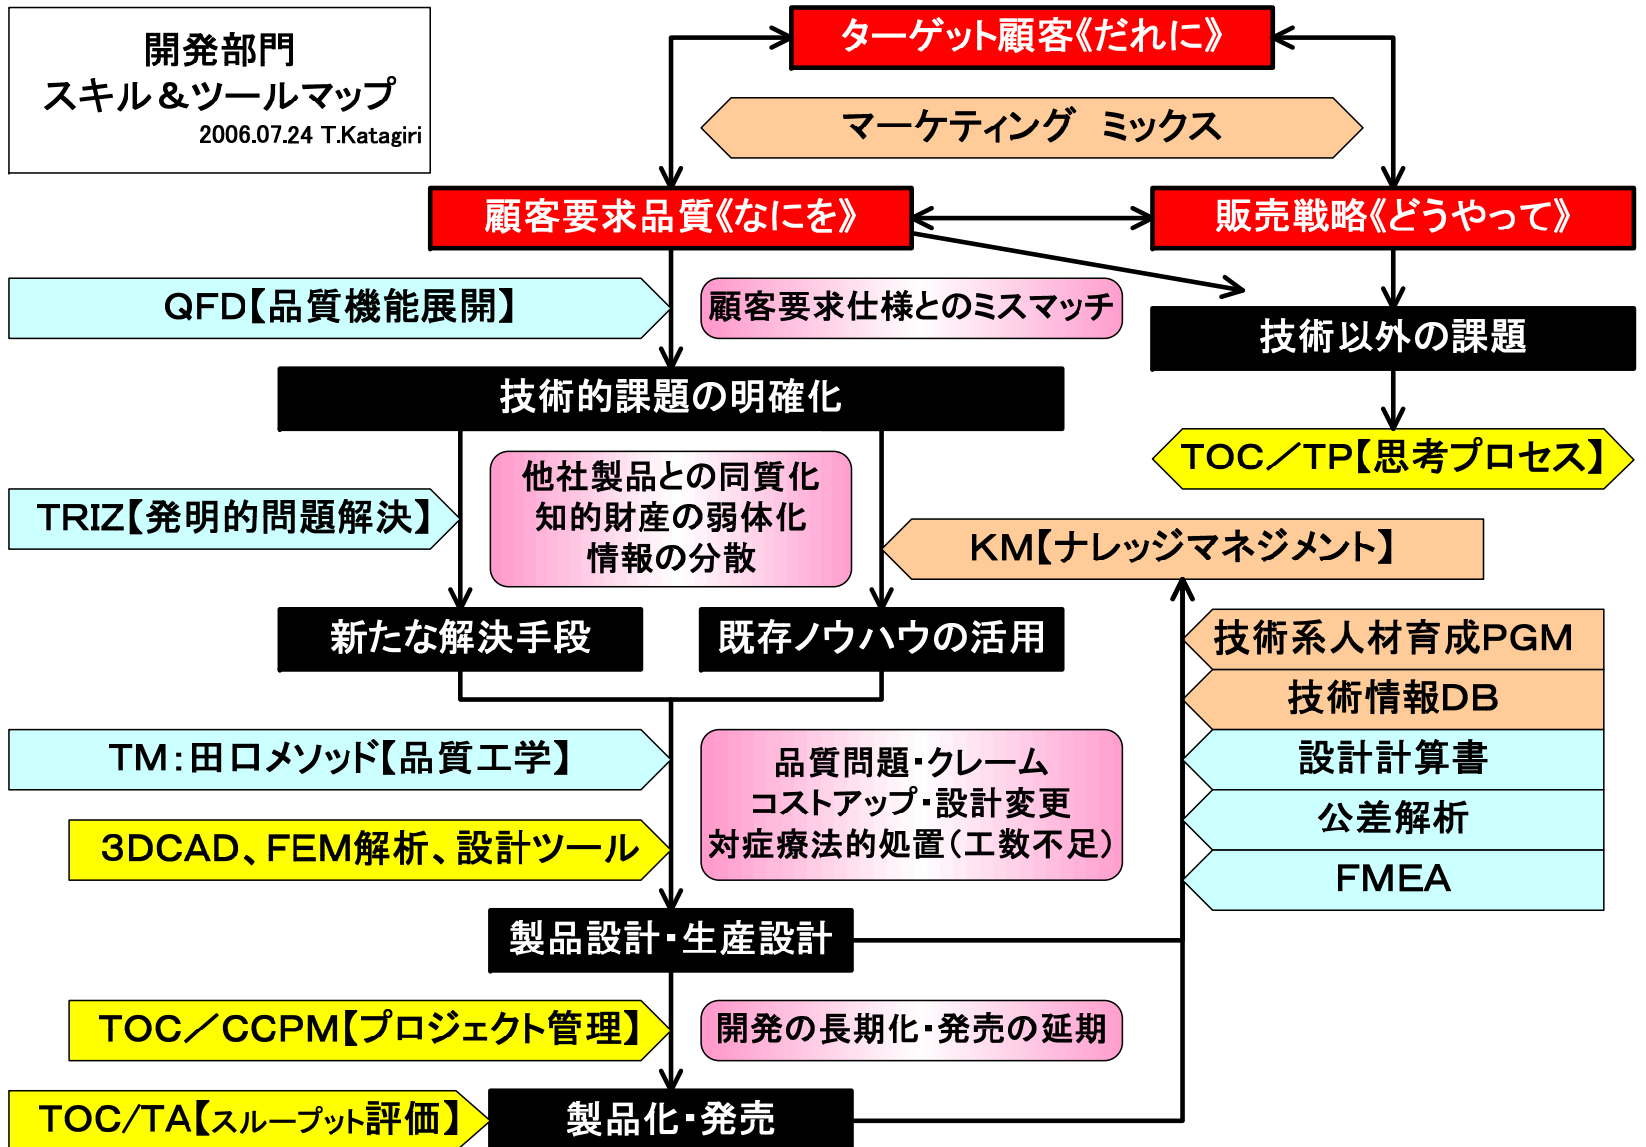 開発部門
スキル＆ツールマップ
2006.07.24 T.Katagiri
ターゲット顧客《だれに》
マーケティング　ミックス
顧客要求品質《なにを》
販売戦略《どうやって》
QFD【品質機能展開】
顧客要求仕様とのミスマッチ
技術以外の課題
技術的課題の明確化
TOC／TP【思考プロセス】
他社製品との同質化
知的財産の弱体化
情報の分散
TRIZ【発明的問題解決】
KM【ナレッジマネジメント】
新たな解決手段
既存ノウハウの活用
技術系人材育成PGM
技術情報DB
設計計算書
公差解析
FMEA
TM：田口メソッド【品質工学】
品質問題・クレーム
コストアップ・設計変更
対症療法的処置（工数不足）
3DCAD、FEM解析、設計ツール
製品設計・生産設計
TOC／CCPM【プロジェクト管理】
開発の長期化・発売の延期
TOC/TA【スループット評価】
製品化・発売